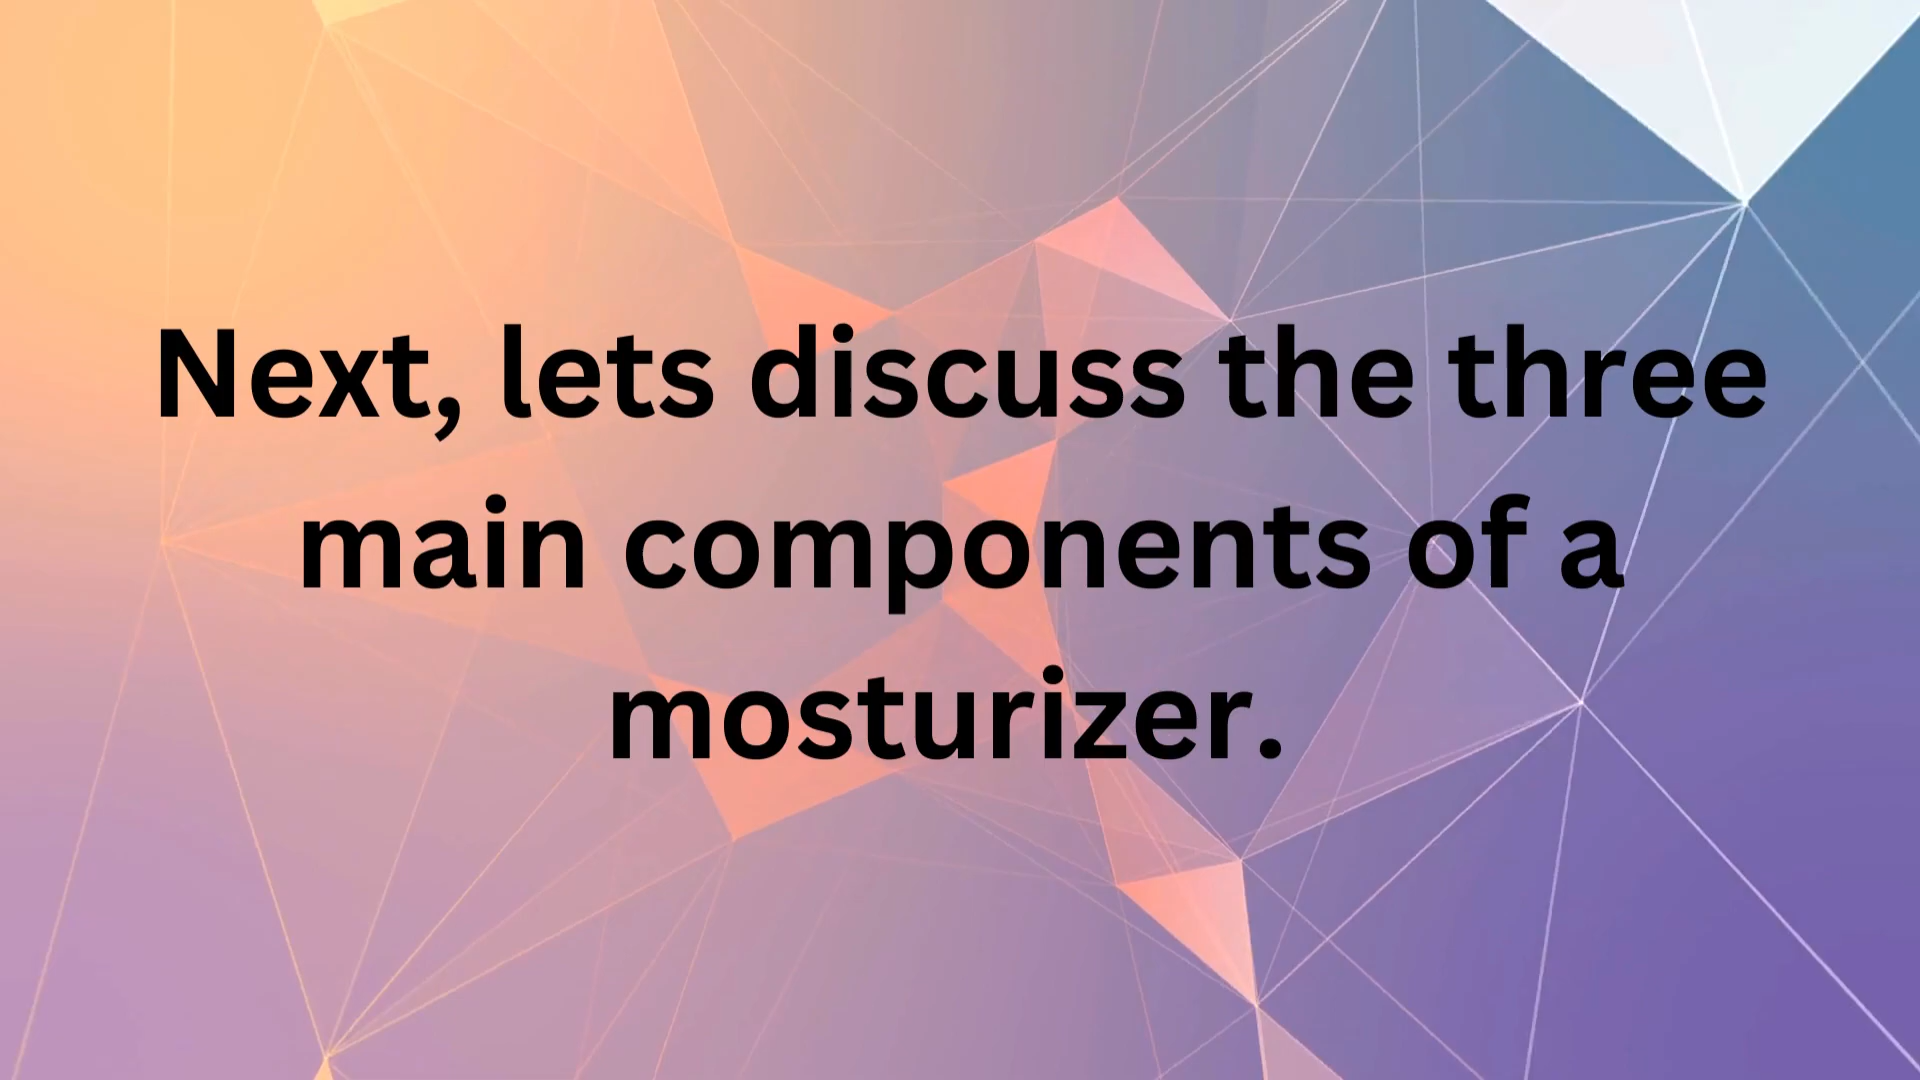 Next, lets discuss the three
main components of a
mosturizer.